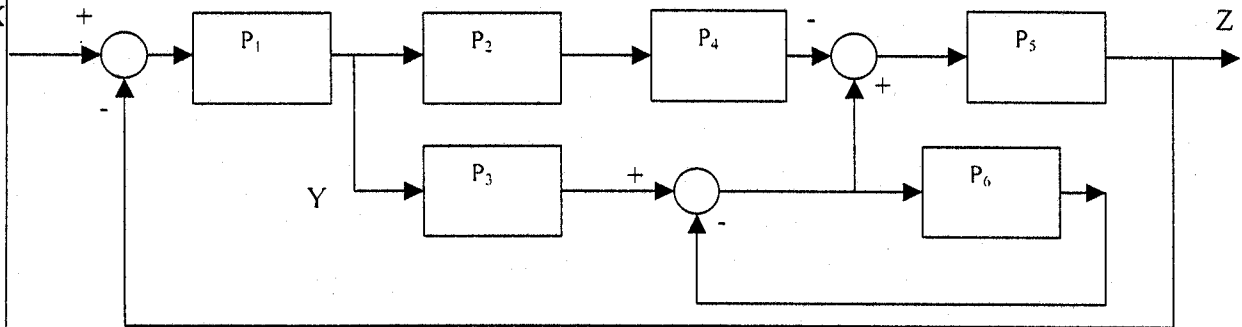 X
+
P₁
P₂
P₄
-
P₅
Z
-
+
P₃
Y
+
-
P₆